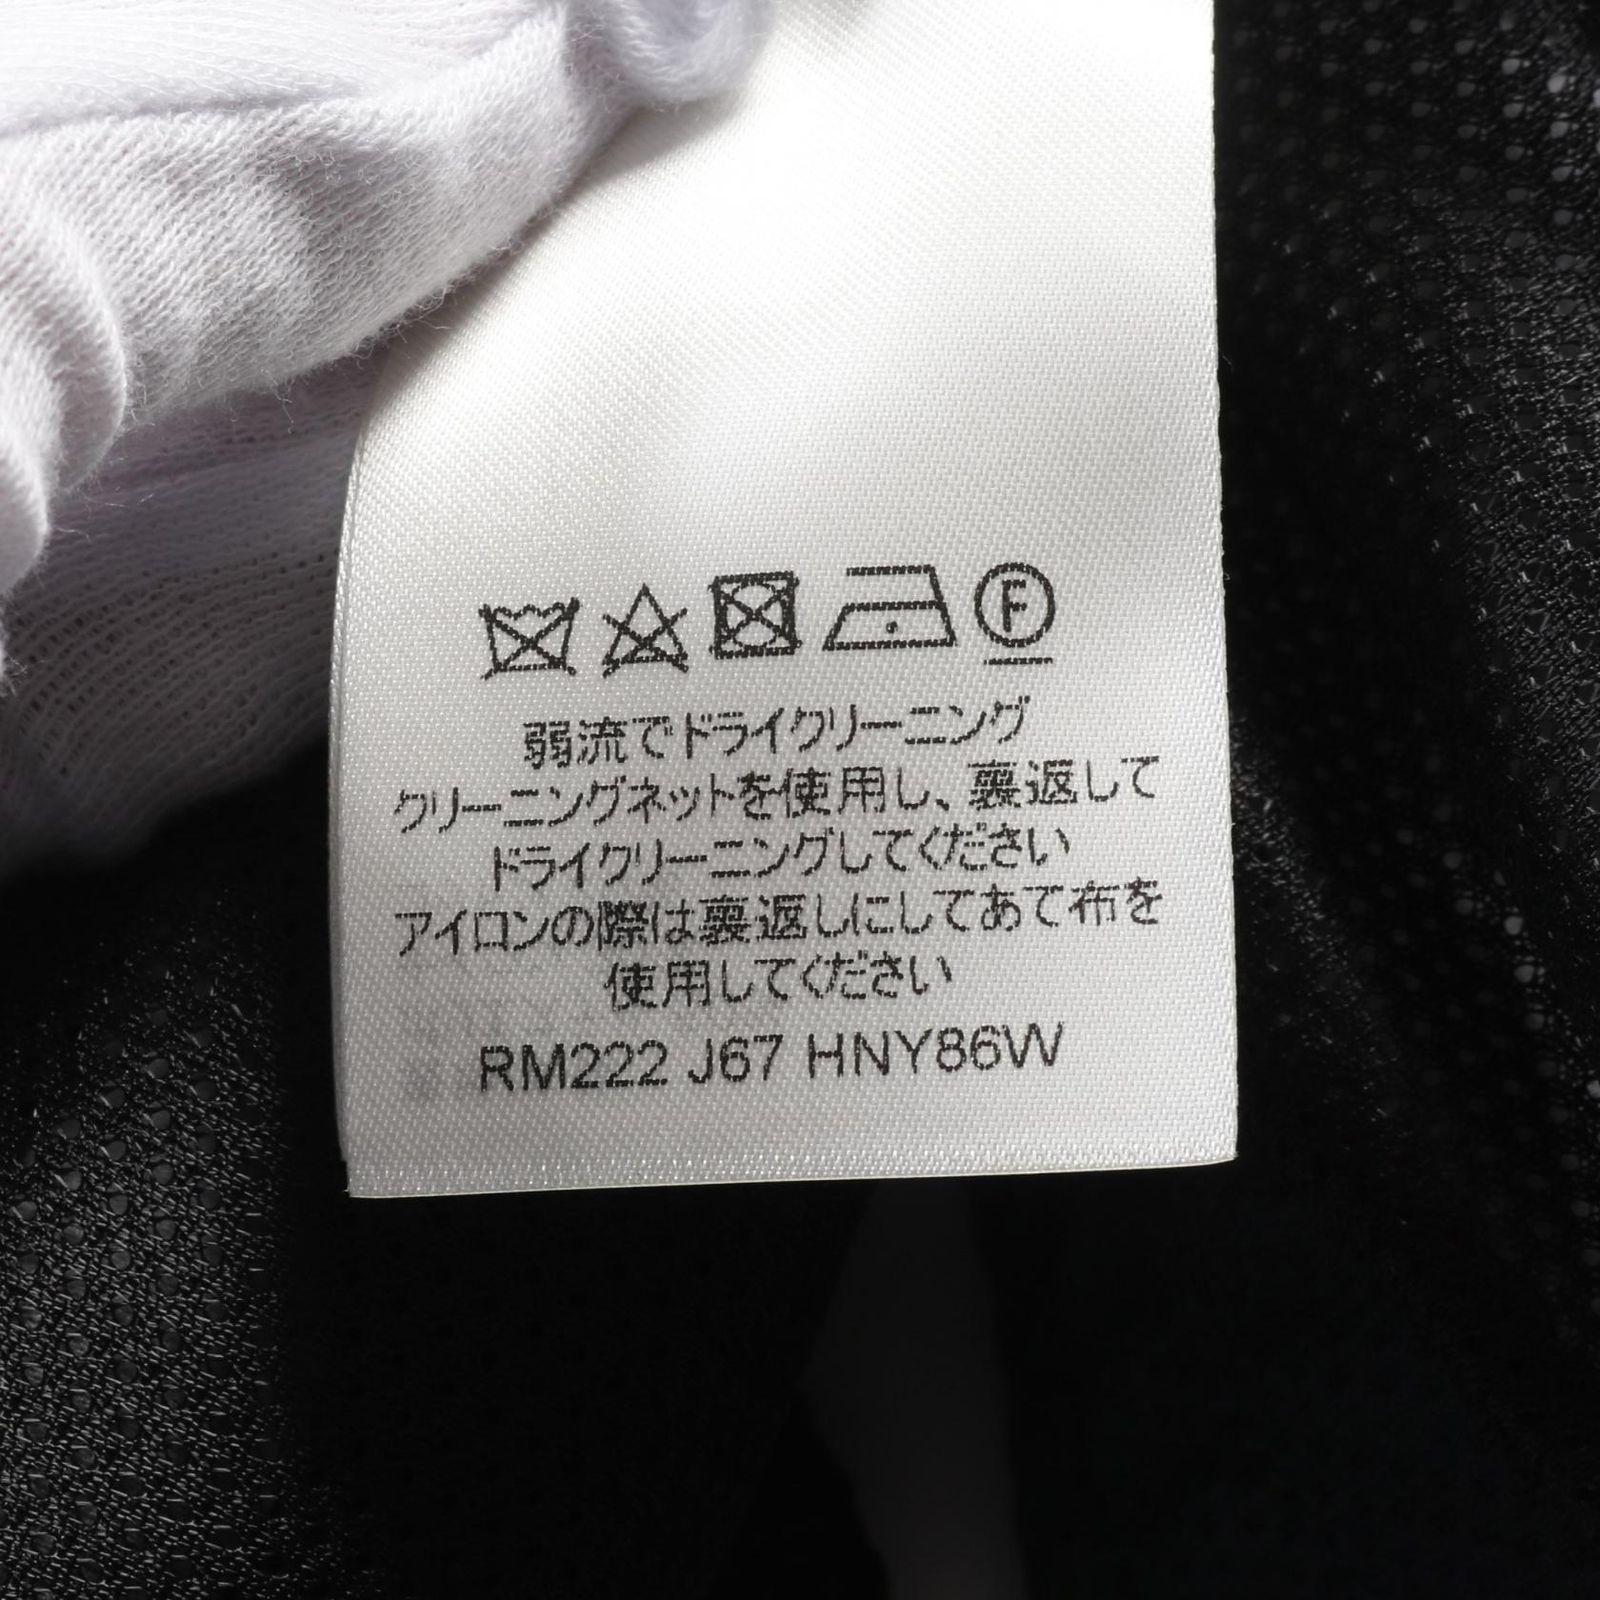 F
弱流でドライクリーニング
クリーニングネットを使用し、裏返して
ドライクリーニングしてください
アイロンの際は裏返しにしてあて布を
使用してください
RM222 J67 HNY86W